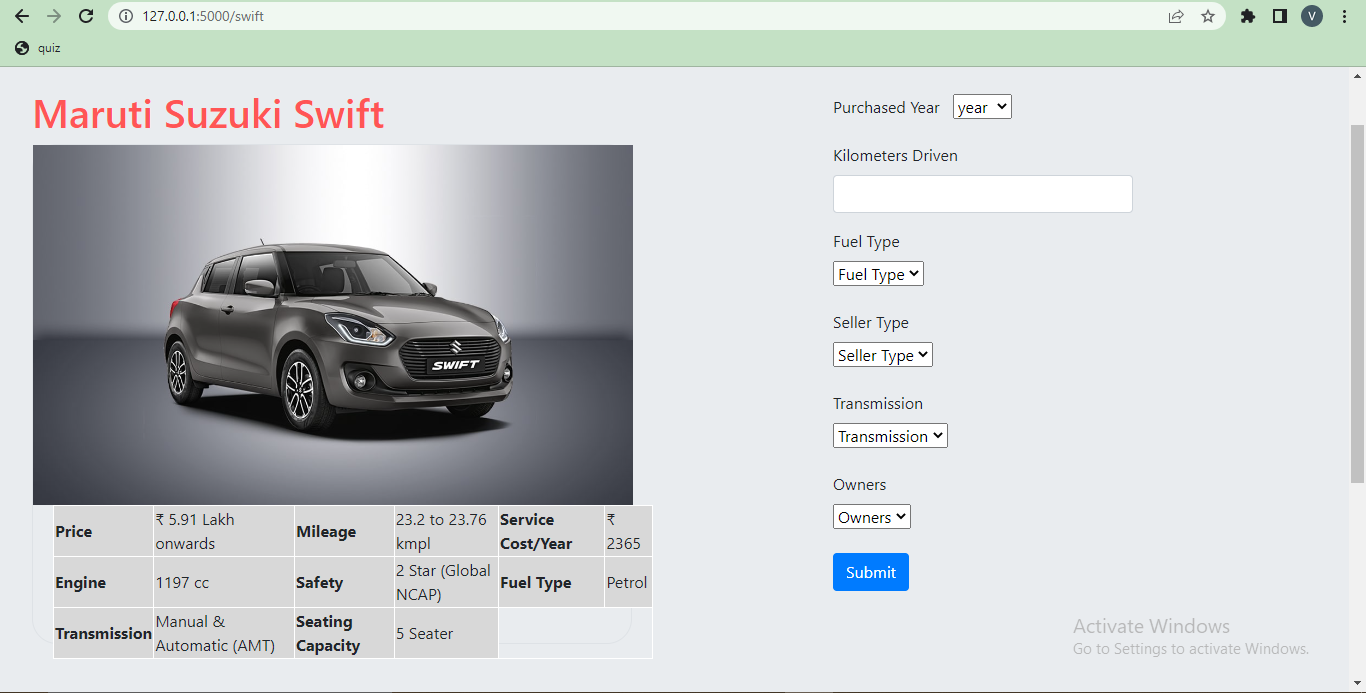 127.0.0.1:5000/swift
V
quiz
Maruti Suzuki Swift
SWIFT
Price ₹ 5.91 Lakh onwards Mileage 23.2 to 23.76 kmpl Service Cost/Year ₹ 2365
Engine 1197 cc Safety 2 Star (Global NCAP) Fuel Type Petrol
Transmission Manual & Automatic (AMT) Seating Capacity 5 Seater
Purchased Year year
Kilometers Driven
Fuel Type
Fuel Type
Seller Type
Seller Type
Transmission
Transmission
Owners
Owners
Submit
Activate Windows
Go to Settings to activate Windows.